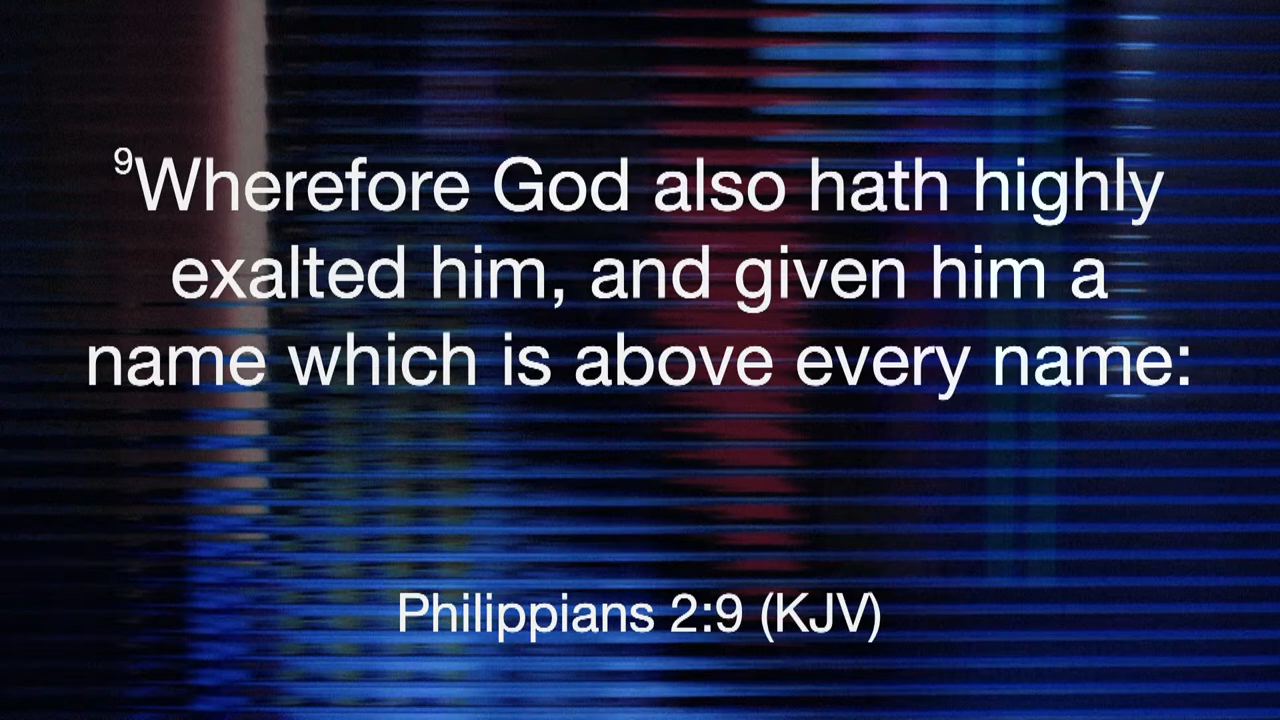 ⁹Wherefore God also hath highly
exalted him, and given him a
name which is above every name:
Philippians 2:9 (KJV)